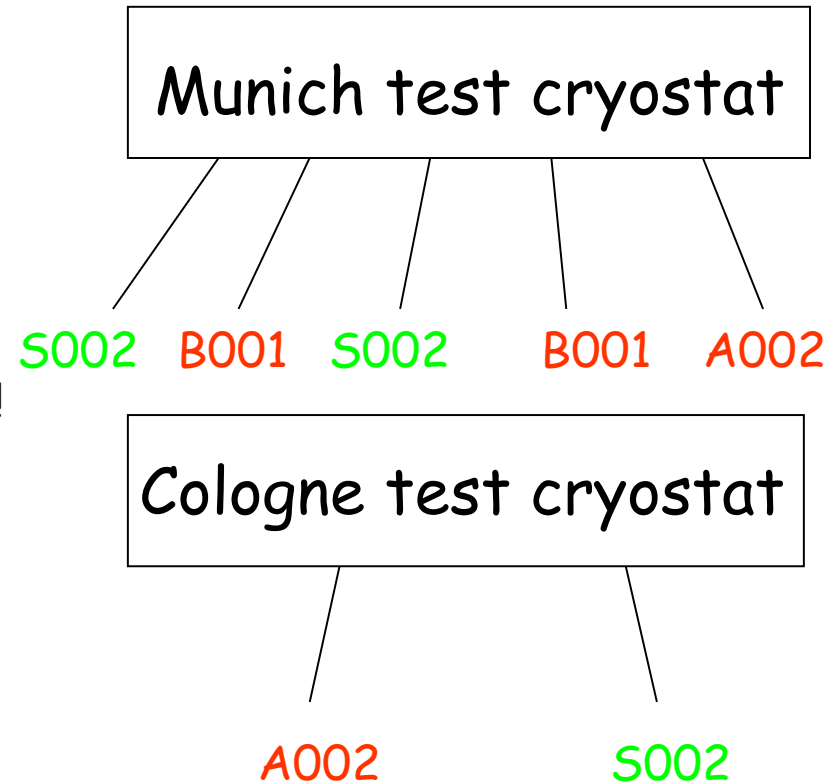 Munich test cryostat
S002 B001 S002 B001 A002
!
Cologne test cryostat
A002 S002